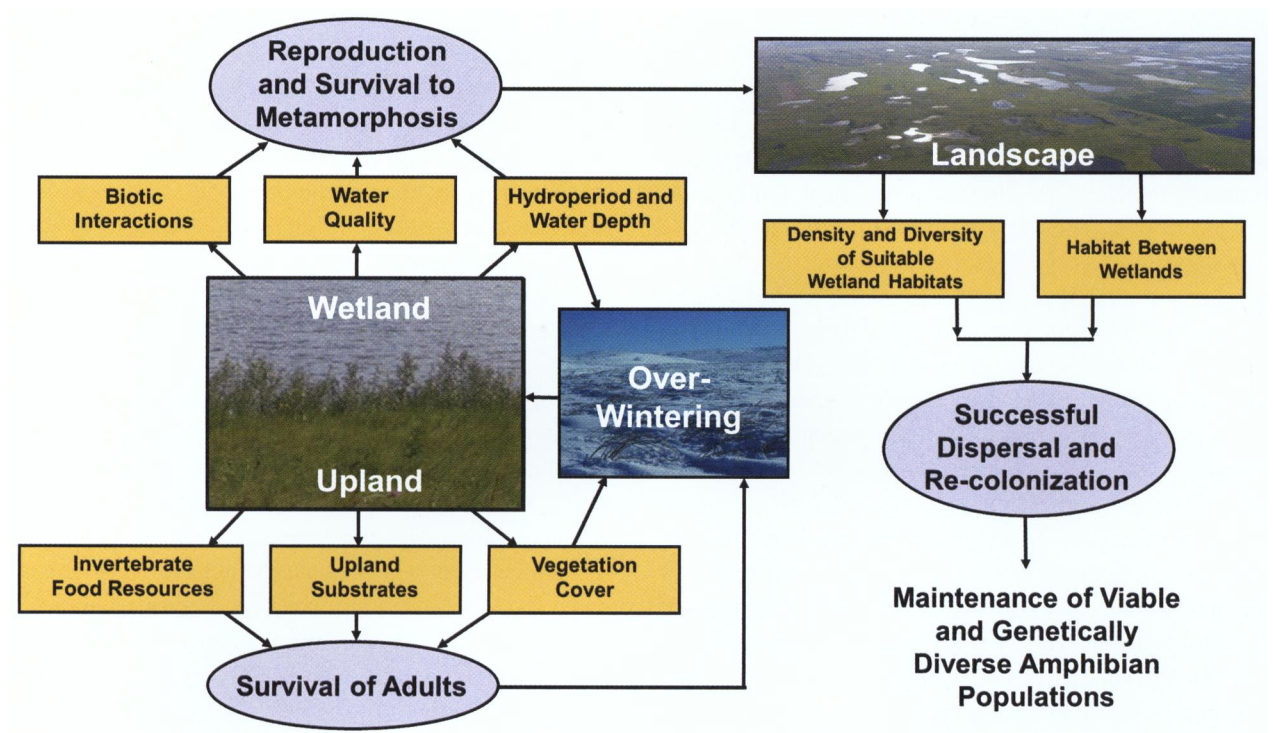 Reproduction
and Survival to
Metamorphosis
Landscape
Biotic
Interactions
Water
Quality
Hydroperiod and
Water Depth
Density and Diversity
of Suitable
Wetland Habitats
Habitat Between
Wetlands
Wetland
Upland
Over-
Wintering
Successful
Dispersal and
Re-colonization
Invertebrate
Food Resources
Upland
Substrates
Vegetation
Cover
Survival of Adults
Maintenance of Viable
and Genetically
Diverse Amphibian
Populations